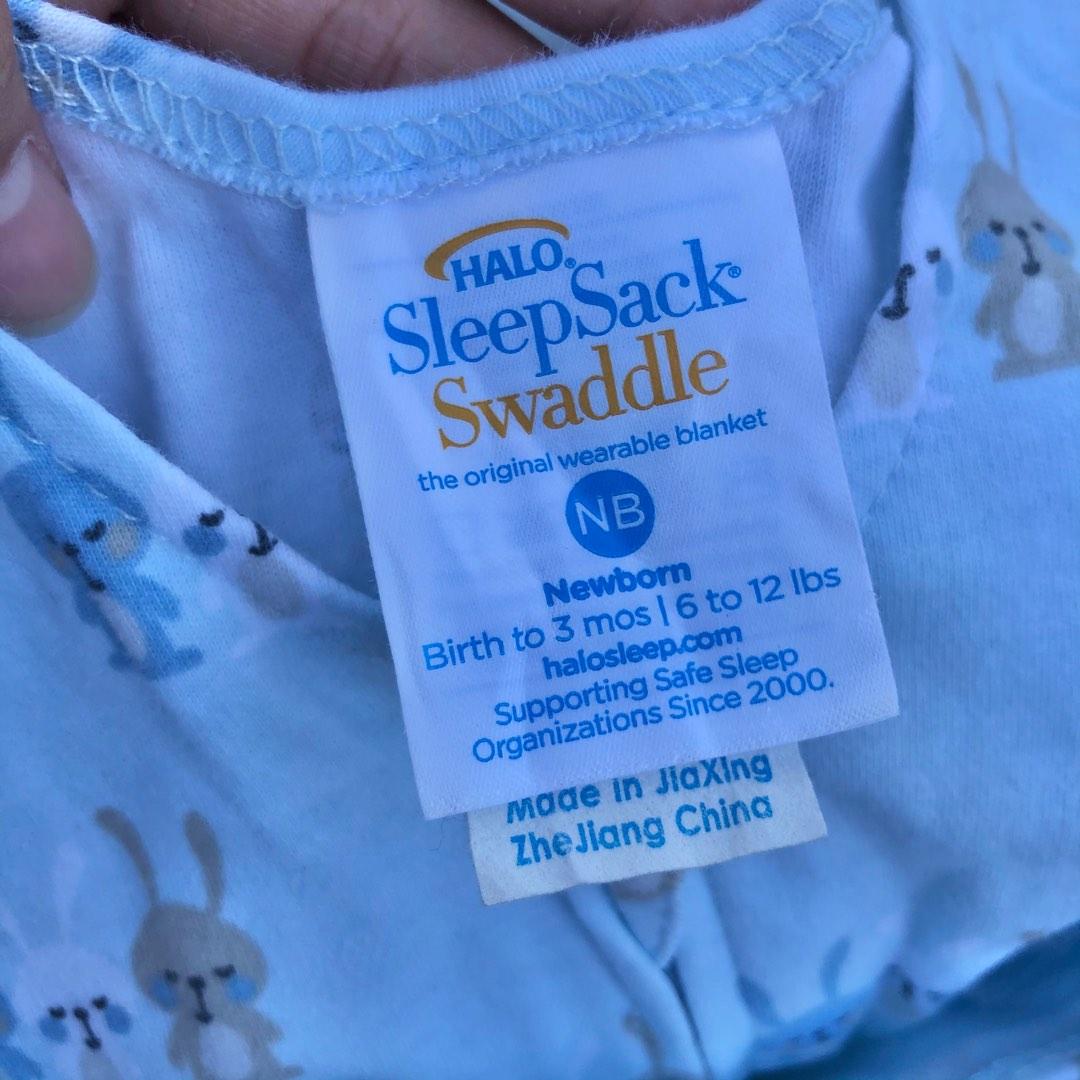 HALO®
SleepSack®
Swaddle
the original wearable blanket
NB
Newborn
Birth to 3 mos | 6 to 12 lbs
halosleep.com
Supporting Safe Sleep
Organizations Since 2000.
Made in JiaXing
ZheJiang China